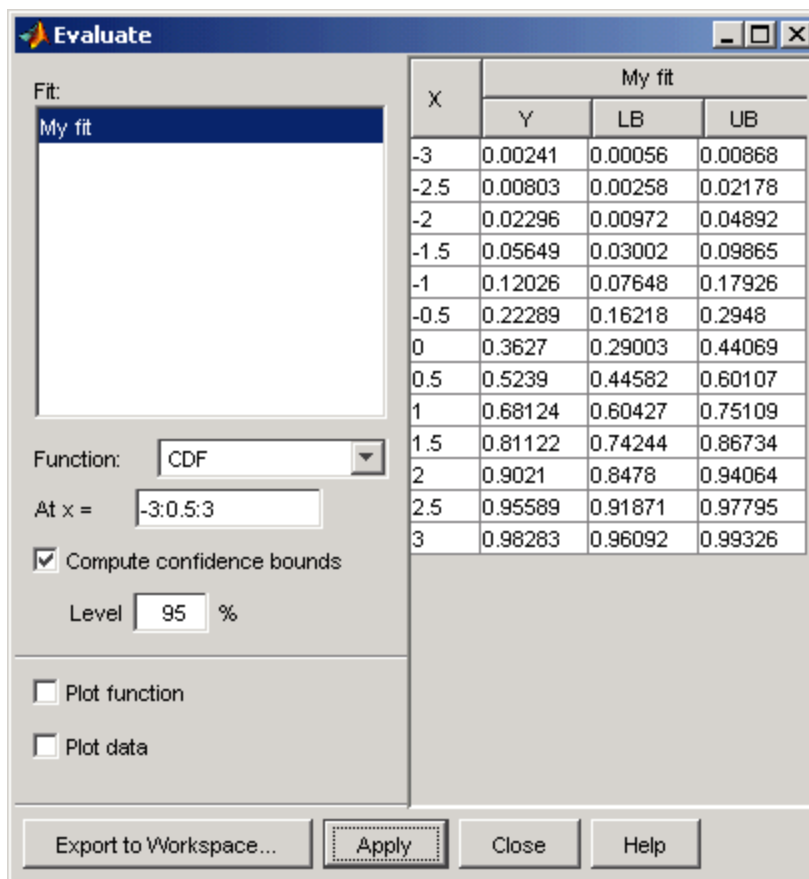 Evaluate
Fit:
My fit
Function: CDF
At x = -3:0.5:3
Compute confidence bounds
Level 95 %
Plot function
Plot data
X My fit
Y LB UB
-3 0.00241 0.00056 0.00868
-2.5 0.00803 0.00258 0.02178
-2 0.02296 0.00972 0.04892
-1.5 0.05649 0.03002 0.09865
-1 0.12026 0.07648 0.17926
-0.5 0.22289 0.16218 0.2948
0 0.3627 0.29003 0.44069
0.5 0.5239 0.44582 0.60107
1 0.68124 0.60427 0.75109
1.5 0.81122 0.74244 0.86734
2 0.9021 0.8478 0.94064
2.5 0.95589 0.91871 0.97795
3 0.98283 0.96092 0.99326
Export to Workspace... Apply Close Help